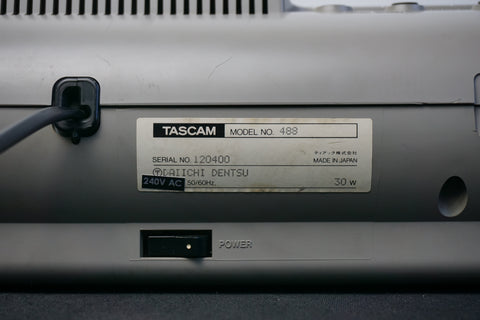 TASCAM MODEL NO. 488
ティアック株式会社
SERIAL NO. 120400 MADE IN JAPAN
Ⓣ DAIICHI DENTSU
240V AC 50/60Hz. 30 W
POWER